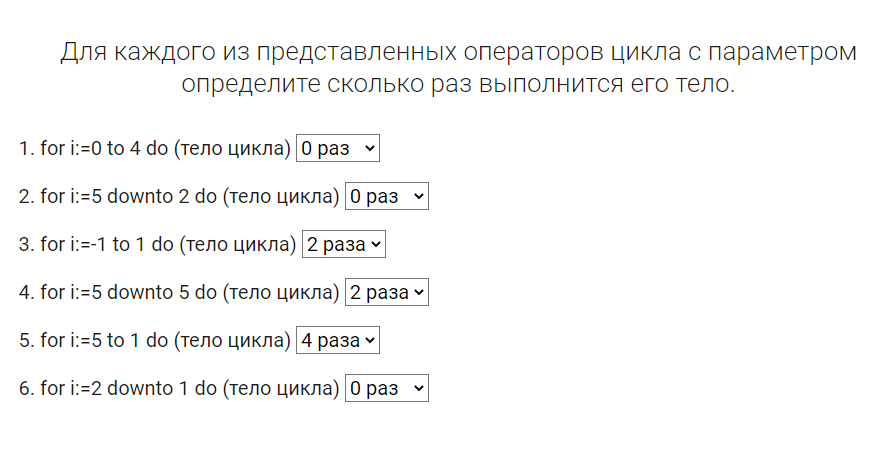 Для каждого из представленных операторов цикла с параметром
определите сколько раз выполнится его тело.
1. for i:=0 to 4 do (тело цикла) 0 раз
2. for i:=5 downto 2 do (тело цикла) 0 раз
3. for i:=-1 to 1 do (тело цикла) 2 раза
4. for i:=5 downto 5 do (тело цикла) 2 раза
5. for i:=5 to 1 do (тело цикла) 4 раза
6. for i:=2 downto 1 do (тело цикла) 0 раз